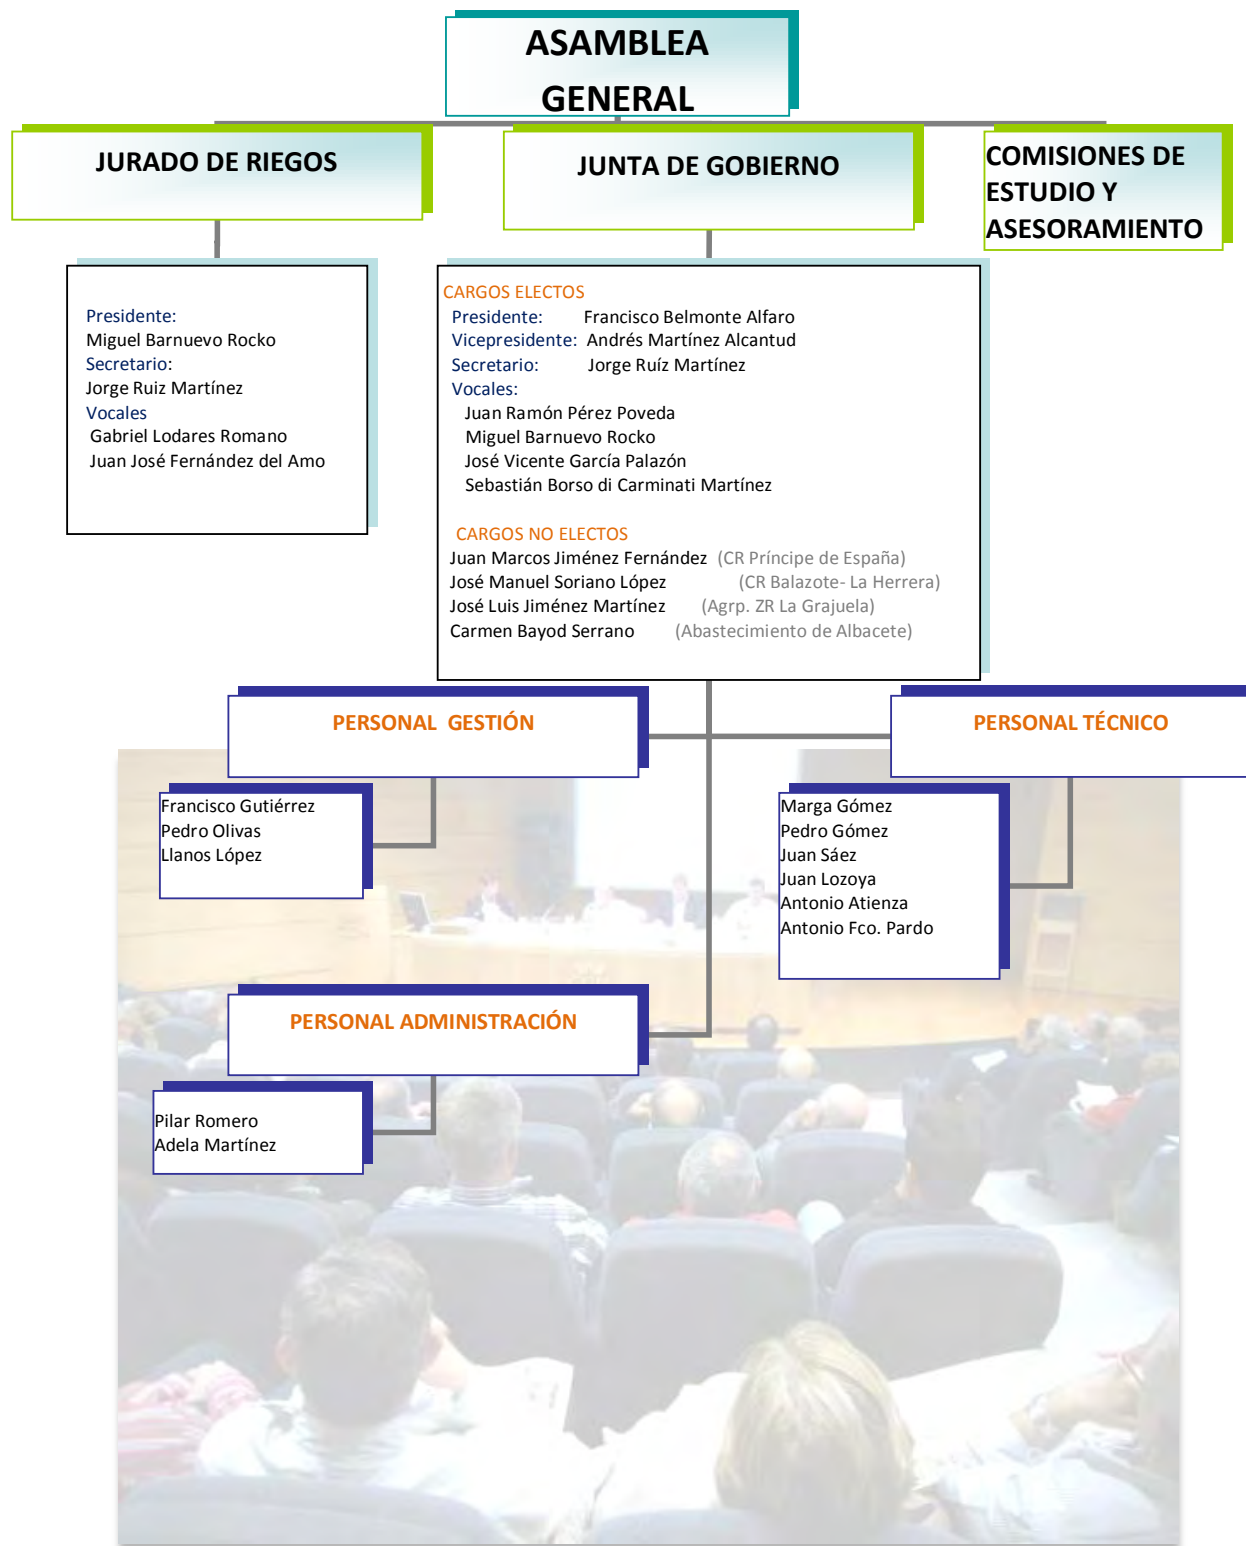 ASAMBLEA
GENERAL
JURADO DE RIEGOS
JUNTA DE GOBIERNO
COMISIONES DE
ESTUDIO Y
ASESORAMIENTO
Presidente:
Miguel Barnuevo Rocko
Secretario:
Jorge Ruiz Martínez
Vocales
Gabriel Lodares Romano
Juan José Fernández del Amo
CARGOS ELECTOS
Presidente: Francisco Belmonte Alfaro
Vicepresidente: Andrés Martínez Alcantud
Secretario: Jorge Ruíz Martínez
Vocales:
Juan Ramón Pérez Poveda
Miguel Barnuevo Rocko
José Vicente García Palazón
Sebastián Borso di Carminati Martínez
CARGOS NO ELECTOS
Juan Marcos Jiménez Fernández (CR Príncipe de España)
José Manuel Soriano López (CR Balazote- La Herrera)
José Luis Jiménez Martínez (Agrp. ZR La Grajuela)
Carmen Bayod Serrano (Abastecimiento de Albacete)
PERSONAL GESTIÓN
PERSONAL TÉCNICO
Francisco Gutiérrez
Pedro Olivas
Llanos López
Marga Gómez
Pedro Gómez
Juan Sáez
Juan Lozoya
Antonio Atienza
Antonio Fco. Pardo
PERSONAL ADMINISTRACIÓN
Pilar Romero
Adela Martínez